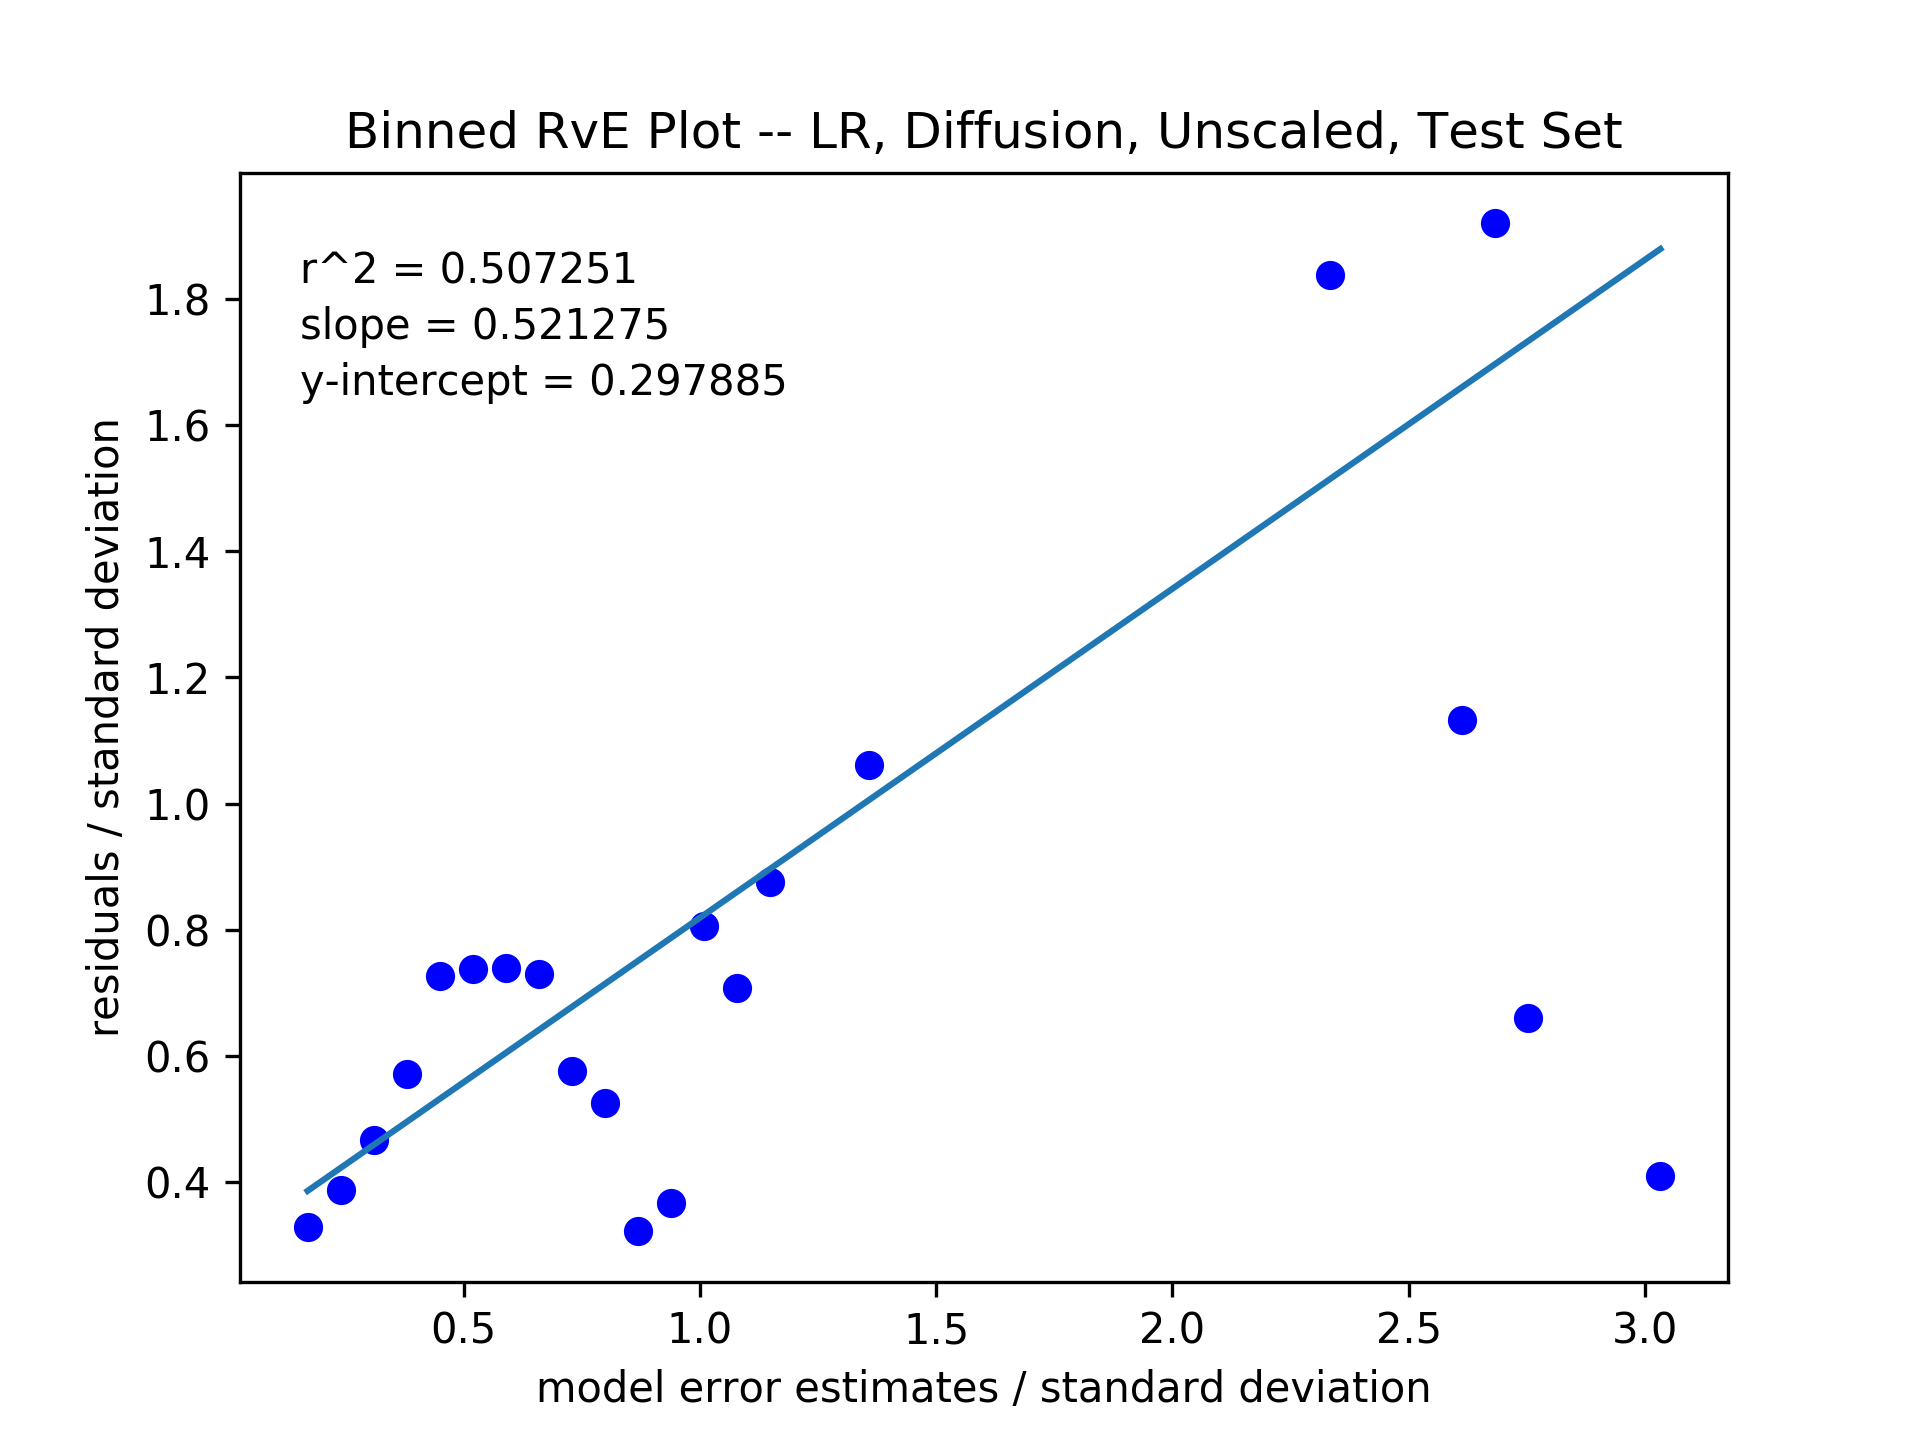 Binned RvE Plot -- LR, Diffusion, Unscaled, Test Set
r^2 = 0.507251
slope = 0.521275
y-intercept = 0.297885
residuals / standard deviation
1.8
1.6
1.4
1.2
1.0
0.8
0.6
0.4
0.5 1.0 1.5 2.0 2.5 3.0
model error estimates / standard deviation